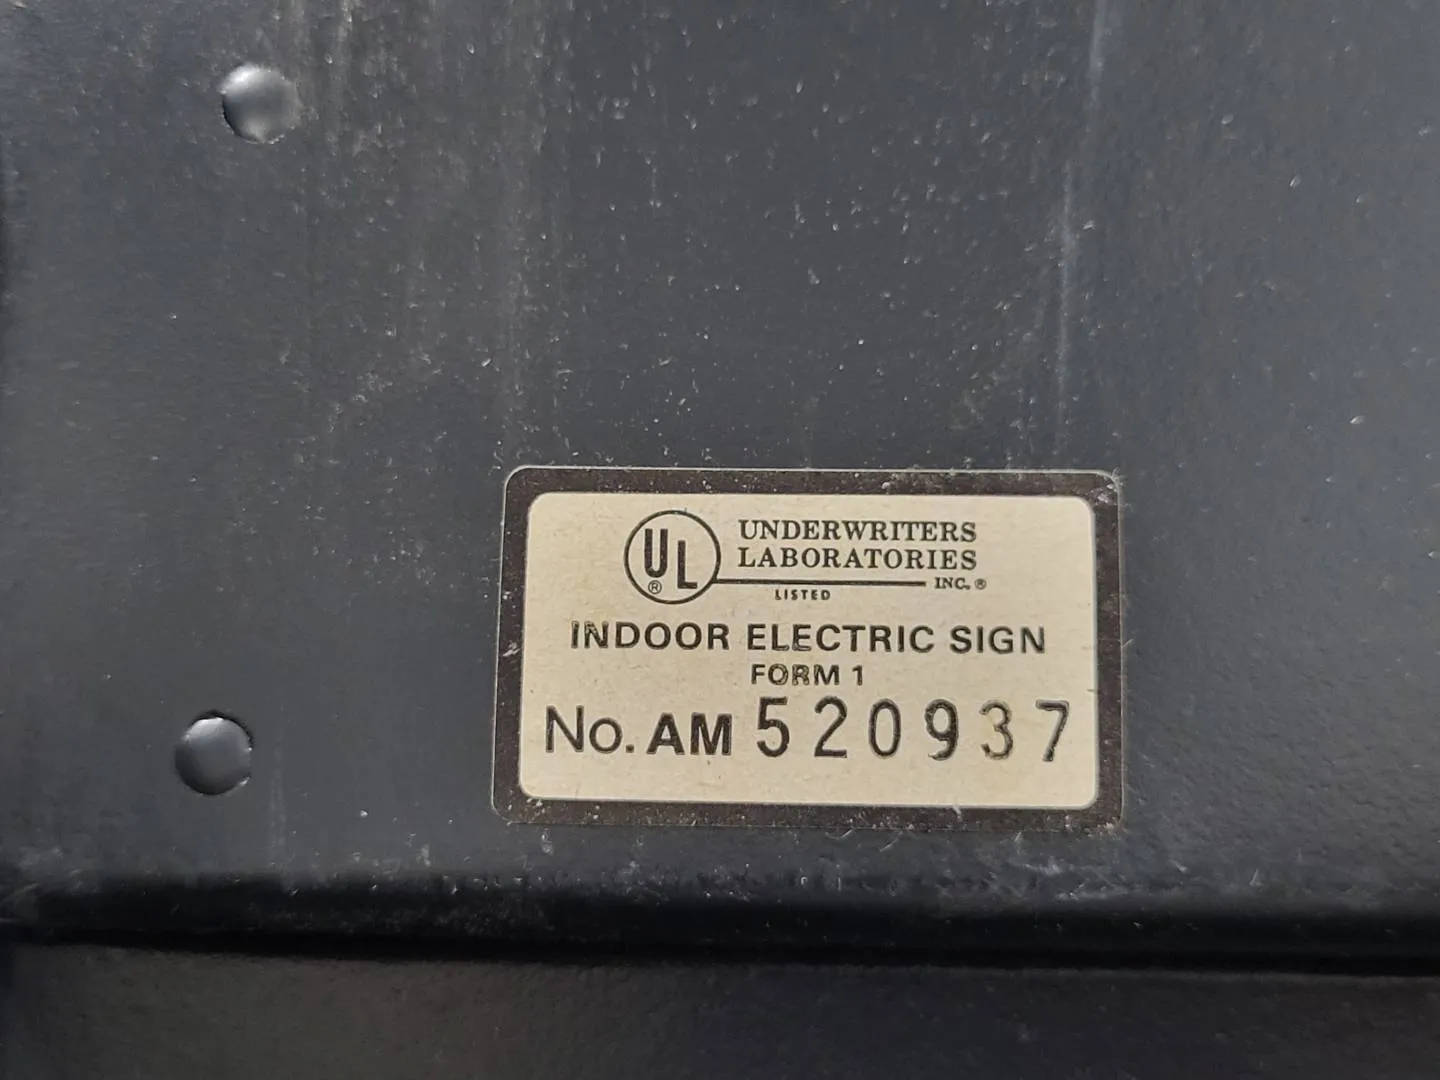 UL®
UNDERWRITERS
LABORATORIES
INC.®
LISTED
INDOOR ELECTRIC SIGN
FORM 1
No. AM 520937